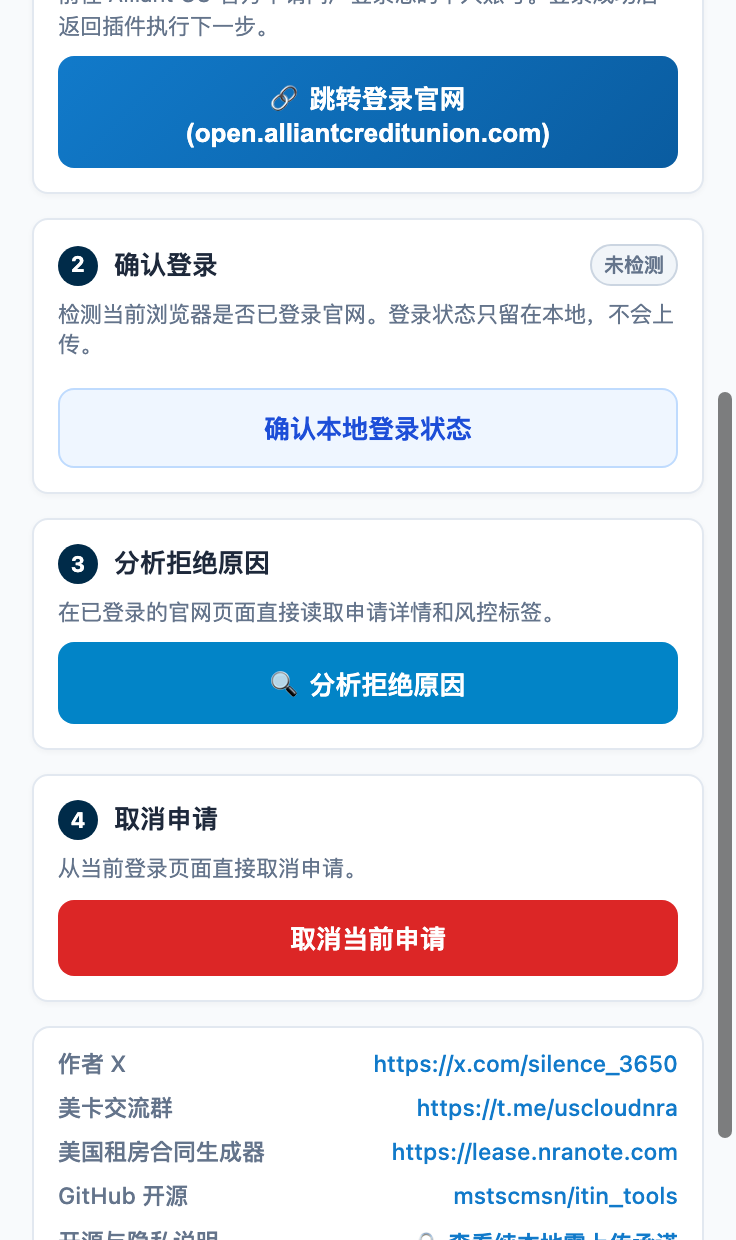 返回插件执行下一步。
🔗 跳转登录官网
(open.alliantcreditunion.com)
2 确认登录
未检测
检测当前浏览器是否已登录官网。登录状态只留在本地，不会上
传。
确认本地登录状态
3 分析拒绝原因
在已登录的官网页面直接读取申请详情和风控标签。
🔍 分析拒绝原因
4 取消申请
从当前登录页面直接取消申请。
取消当前申请
作者 X https://x.com/silence_3650
美卡交流群 https://t.me/uscloudnra
美国租房合同生成器 https://lease.nranote.com
GitHub 开源 mstscmsn/itin_tools